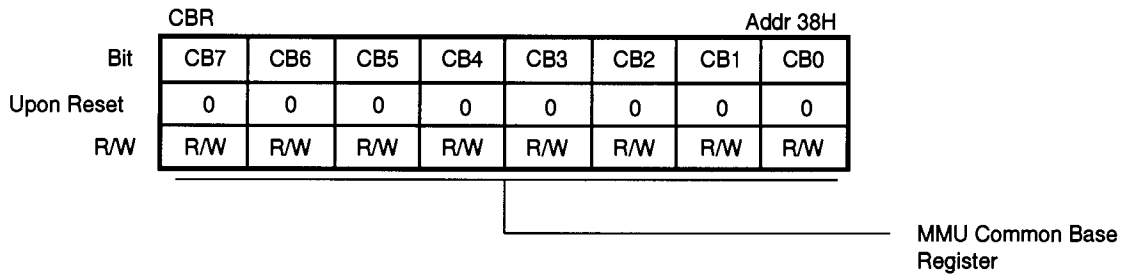 CBR Addr 38H
Bit CB7 CB6 CB5 CB4 CB3 CB2 CB1 CB0
Upon Reset 0 0 0 0 0 0 0 0
R/W R/W R/W R/W R/W R/W R/W R/W R/W
MMU Common Base
Register